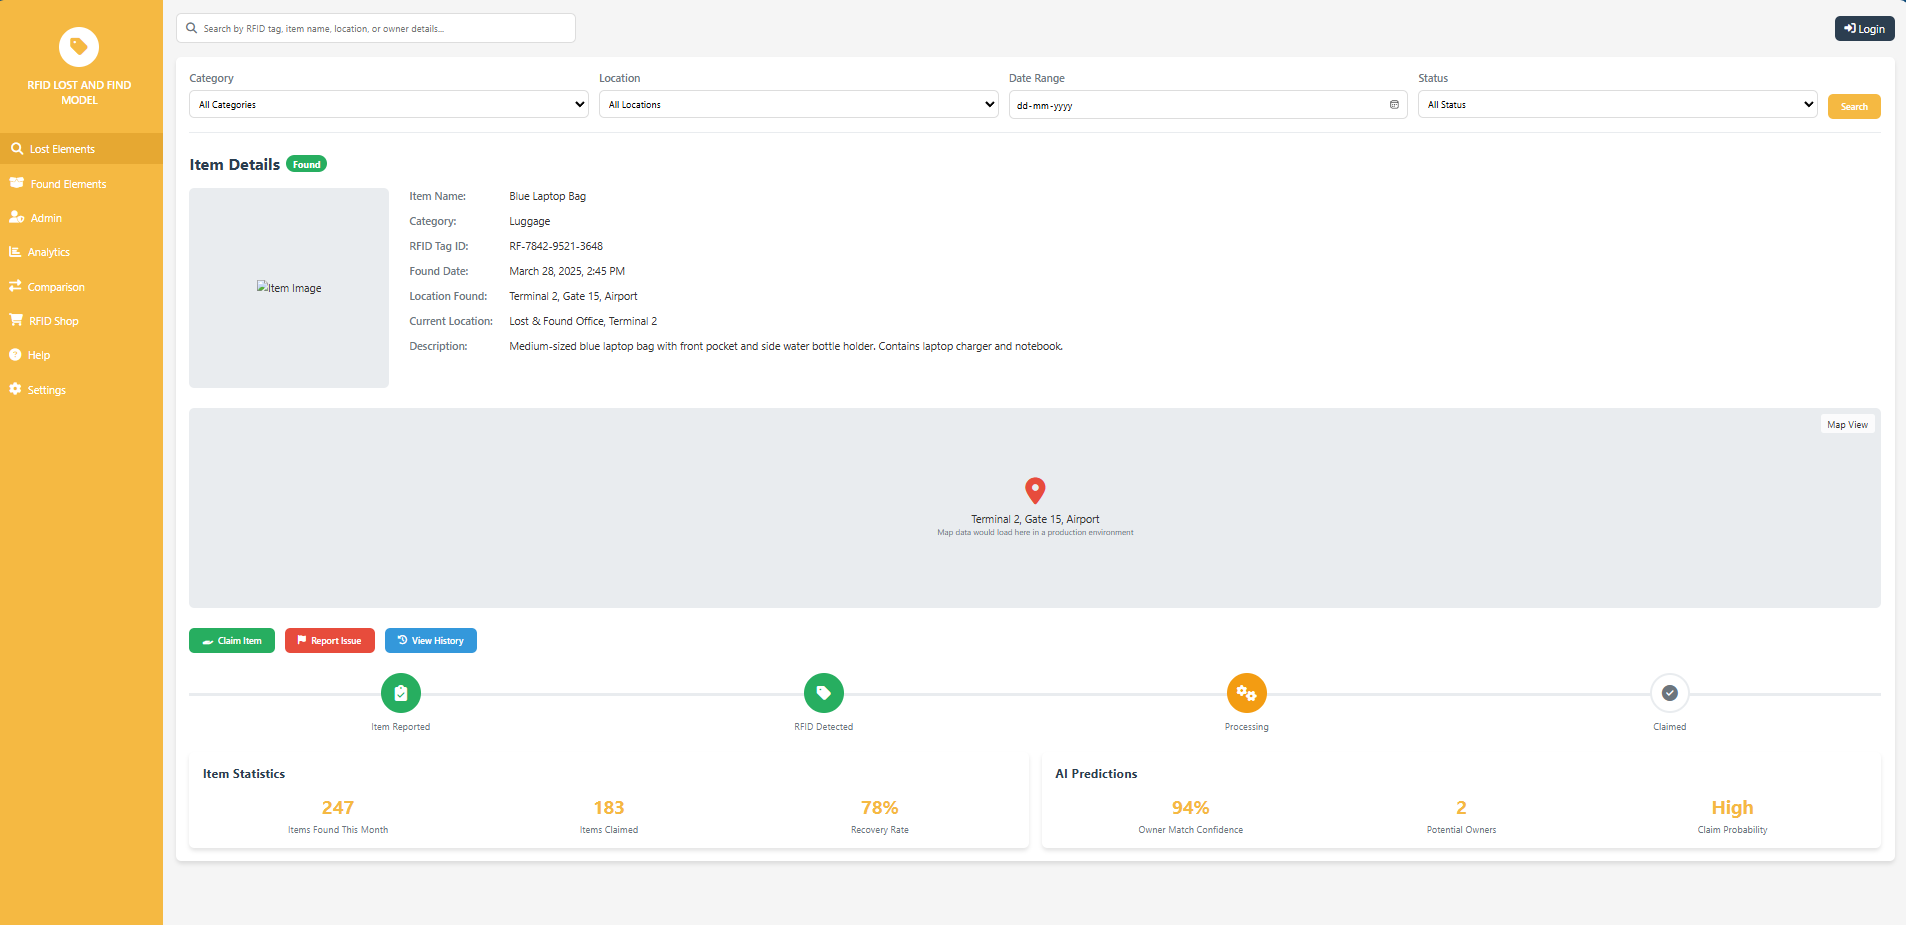 RFID LOST AND FIND
MODEL
Lost Elements
Found Elements
Admin
Analytics
Comparison
RFID Shop
Help
Settings
Search by RFID tag, item name, location, or owner details...
Login
Category
Location
Date Range
Status
All Categories
All Locations
dd-mm-yyyy
All Status
Search
Item Details Found
Item Image
Item Name: Blue Laptop Bag
Category: Luggage
RFID Tag ID: RF-7842-9521-3648
Found Date: March 28, 2025, 2:45 PM
Location Found: Terminal 2, Gate 15, Airport
Current Location: Lost & Found Office, Terminal 2
Description: Medium-sized blue laptop bag with front pocket and side water bottle holder. Contains laptop charger and notebook.
Map View
Terminal 2, Gate 15, Airport
Map data would load here in a production environment
Claim Item
Report Issue
View History
Item Reported
RFID Detected
Processing
Claimed
Item Statistics
247
Items Found This Month
183
Items Claimed
78%
Recovery Rate
AI Predictions
94%
Owner Match Confidence
2
Potential Owners
High
Claim Probability